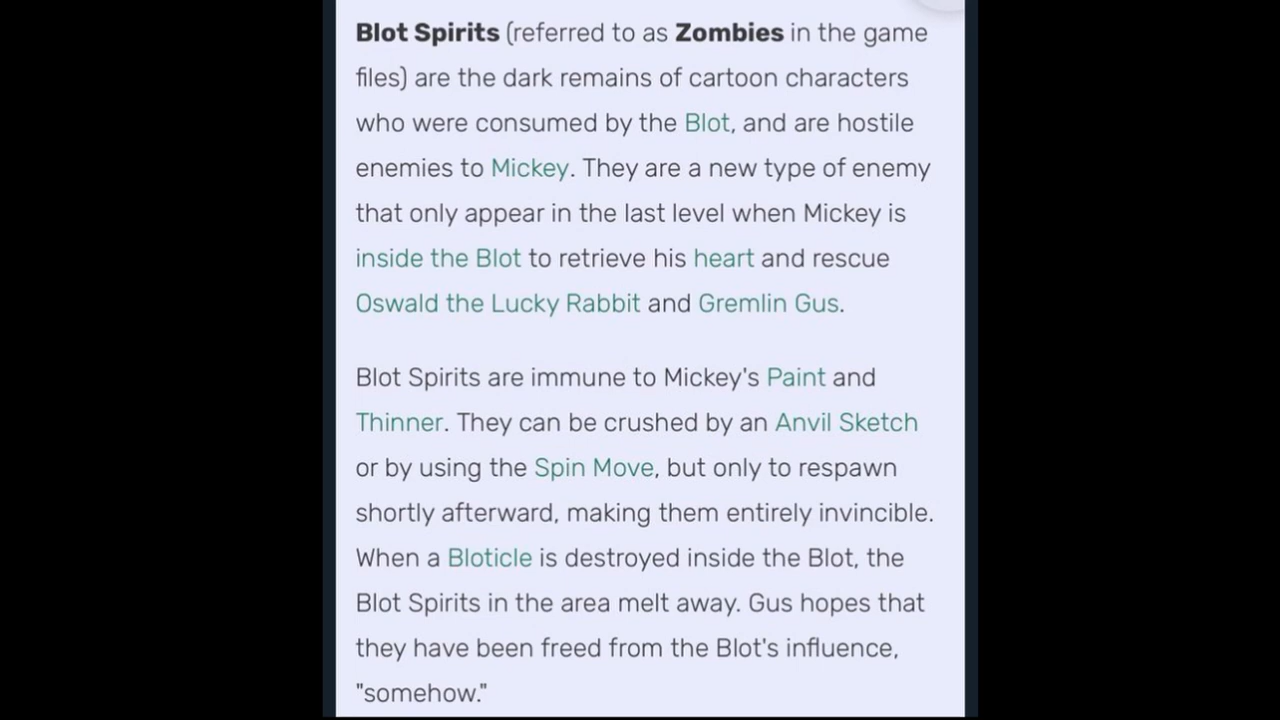 Blot Spirits (referred to as Zombies in the game
files) are the dark remains of cartoon characters
who were consumed by the Blot, and are hostile
enemies to Mickey. They are a new type of enemy
that only appear in the last level when Mickey is
inside the Blot to retrieve his heart and rescue
Oswald the Lucky Rabbit and Gremlin Gus.
Blot Spirits are immune to Mickey's Paint and
Thinner. They can be crushed by an Anvil Sketch
or by using the Spin Move, but only to respawn
shortly afterward, making them entirely invincible.
When a Bloticle is destroyed inside the Blot, the
Blot Spirits in the area melt away. Gus hopes that
they have been freed from the Blot's influence,
"somehow."